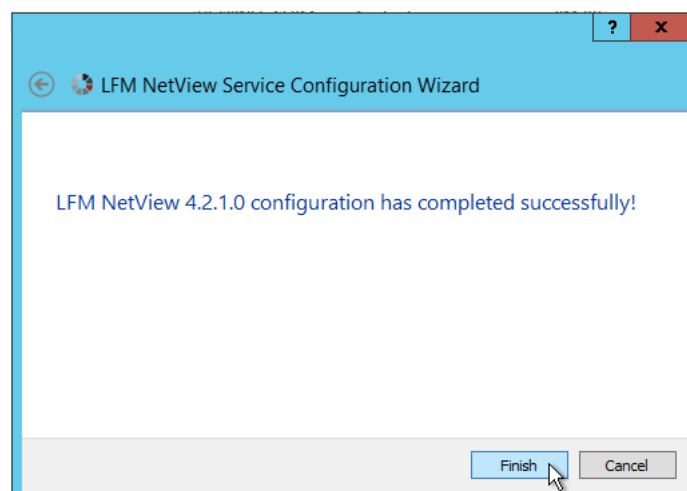 ?
x
LFM NetView Service Configuration Wizard
LFM NetView 4.2.1.0 configuration has completed successfully!
Finish
Cancel